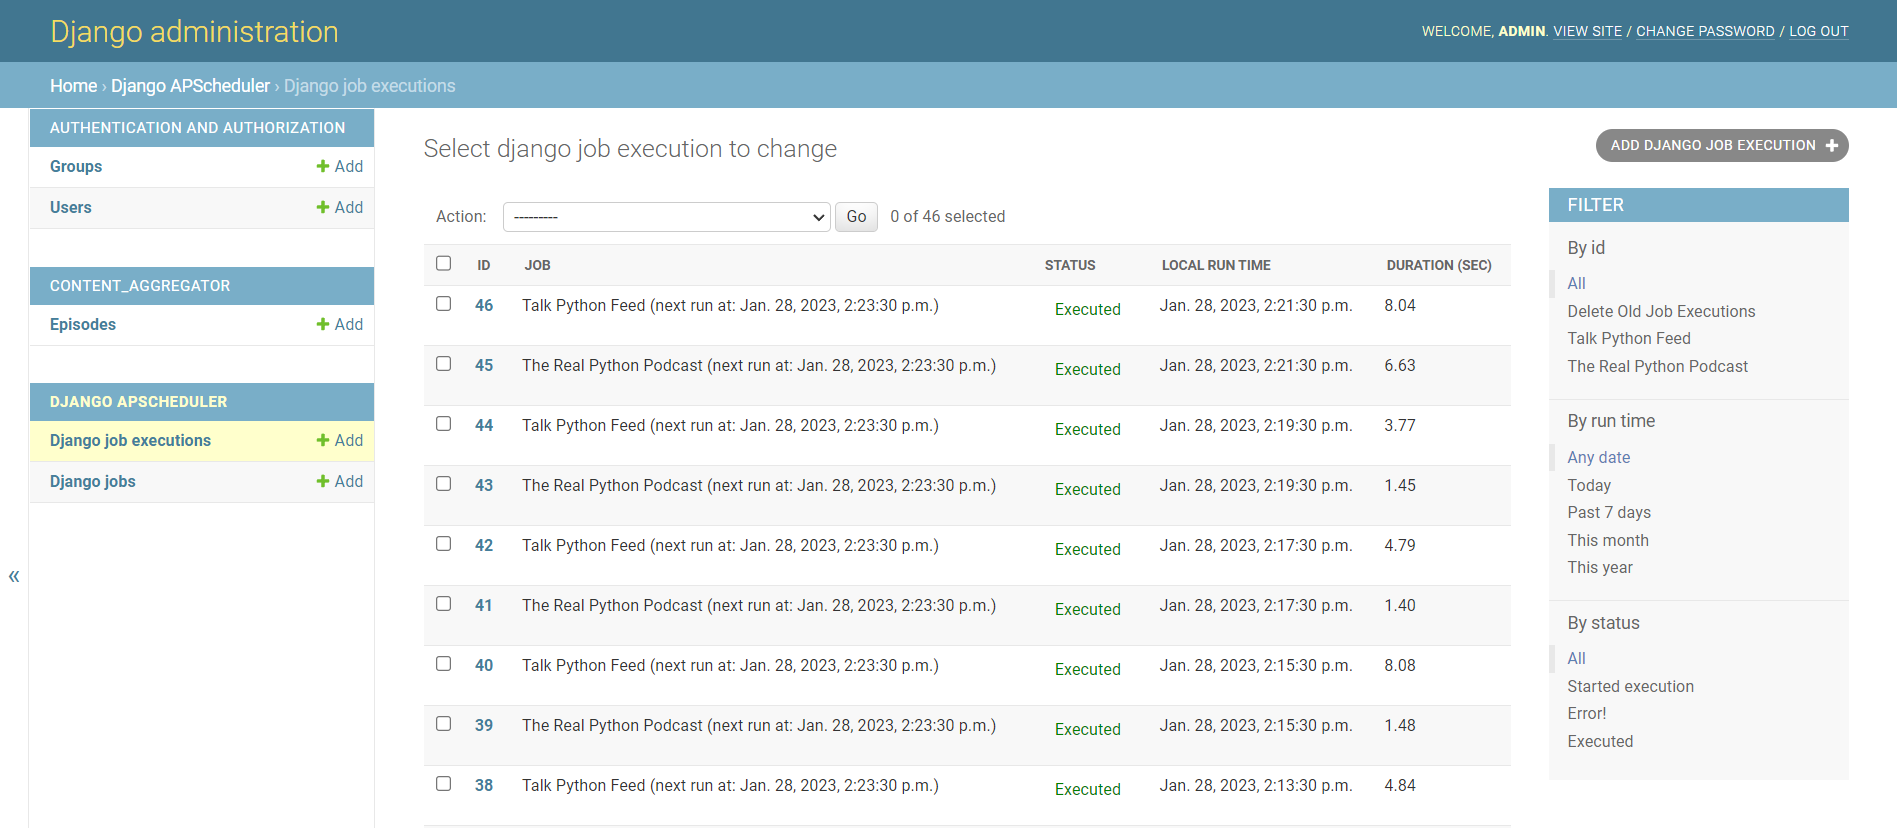 Django administration
WELCOME, ADMIN. VIEW SITE / CHANGE PASSWORD / LOG OUT
Home › Django APScheduler › Django job executions
AUTHENTICATION AND AUTHORIZATION
Groups + Add
Users + Add
CONTENT_AGGREGATOR
Episodes + Add
DJANGO APSCHEDULER
Django job executions + Add
Django jobs + Add
«
Select django job execution to change
ADD DJANGO JOB EXECUTION +
Action: --------- Go 0 of 46 selected
ID JOB STATUS LOCAL RUN TIME DURATION (SEC)
46 Talk Python Feed (next run at: Jan. 28, 2023, 2:23:30 p.m.) Executed Jan. 28, 2023, 2:21:30 p.m. 8.04
45 The Real Python Podcast (next run at: Jan. 28, 2023, 2:23:30 p.m.) Executed Jan. 28, 2023, 2:21:30 p.m. 6.63
44 Talk Python Feed (next run at: Jan. 28, 2023, 2:23:30 p.m.) Executed Jan. 28, 2023, 2:19:30 p.m. 3.77
43 The Real Python Podcast (next run at: Jan. 28, 2023, 2:23:30 p.m.) Executed Jan. 28, 2023, 2:19:30 p.m. 1.45
42 Talk Python Feed (next run at: Jan. 28, 2023, 2:23:30 p.m.) Executed Jan. 28, 2023, 2:17:30 p.m. 4.79
41 The Real Python Podcast (next run at: Jan. 28, 2023, 2:23:30 p.m.) Executed Jan. 28, 2023, 2:17:30 p.m. 1.40
40 Talk Python Feed (next run at: Jan. 28, 2023, 2:23:30 p.m.) Executed Jan. 28, 2023, 2:15:30 p.m. 8.08
39 The Real Python Podcast (next run at: Jan. 28, 2023, 2:23:30 p.m.) Executed Jan. 28, 2023, 2:15:30 p.m. 1.48
38 Talk Python Feed (next run at: Jan. 28, 2023, 2:23:30 p.m.) Executed Jan. 28, 2023, 2:13:30 p.m. 4.84
FILTER
By id
All
Delete Old Job Executions
Talk Python Feed
The Real Python Podcast
By run time
Any date
Today
Past 7 days
This month
This year
By status
All
Started execution
Error!
Executed